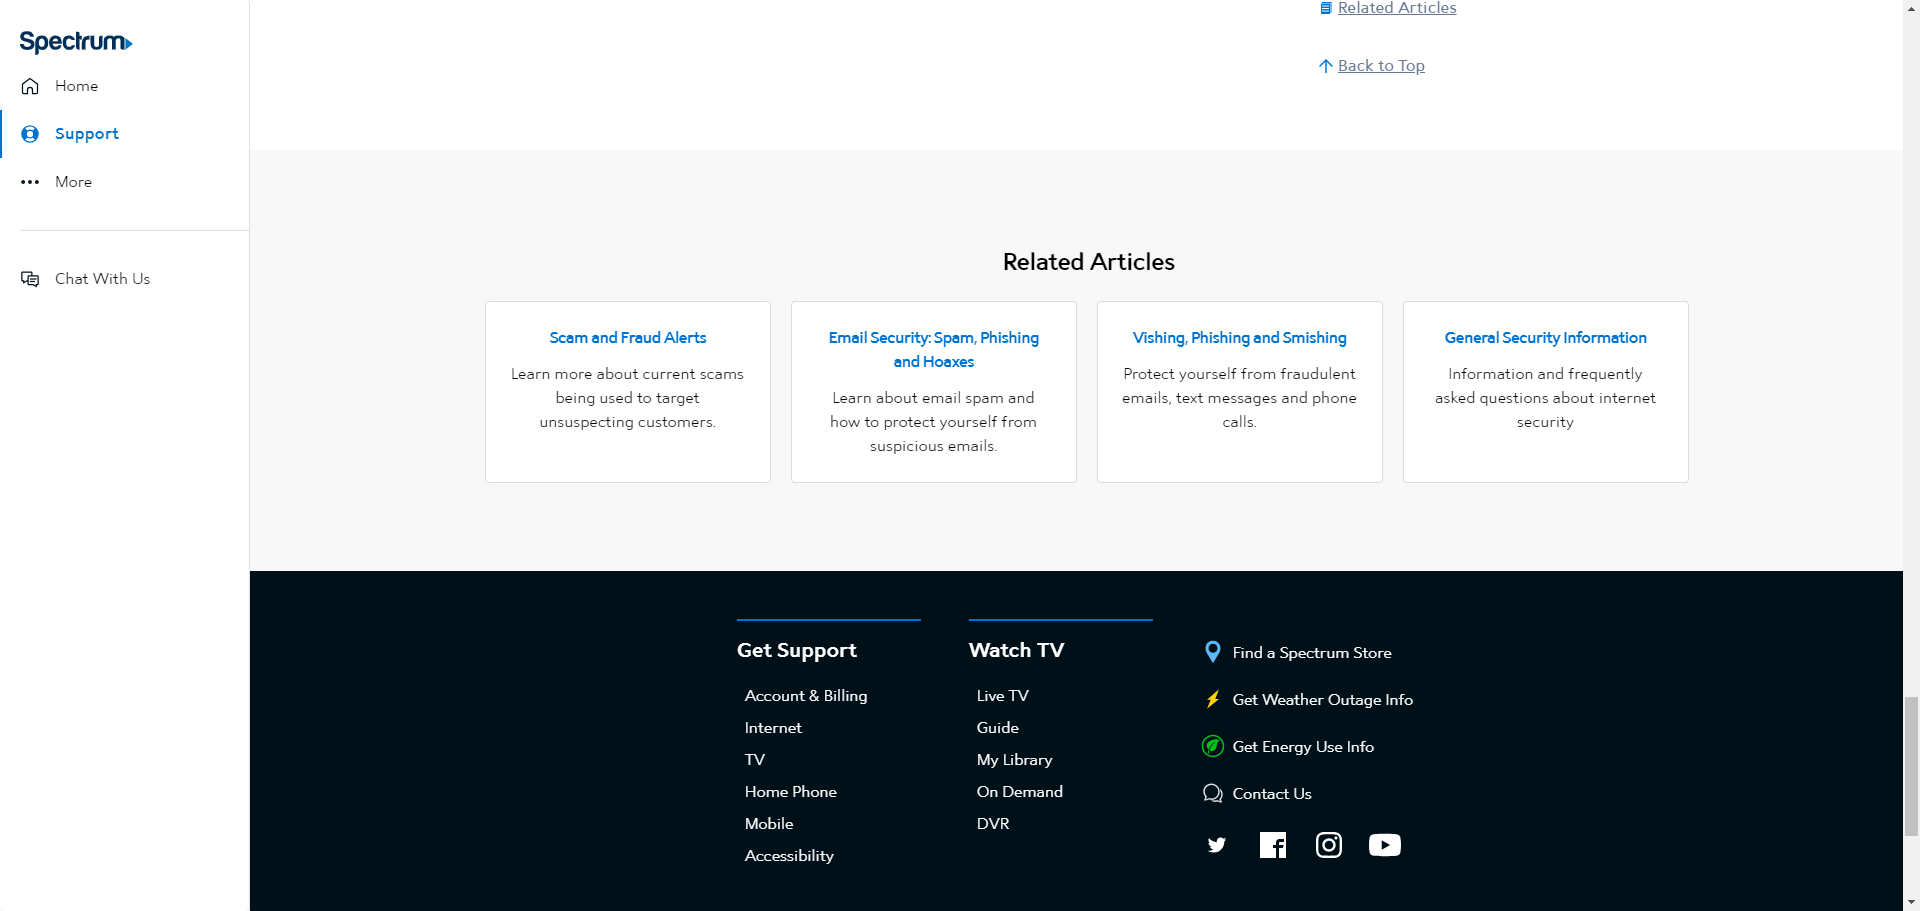 Spectrum
Home
Support
More
Chat With Us
Related Articles
Back to Top
Related Articles
Scam and Fraud Alerts
Learn more about current scams
being used to target
unsuspecting customers.
Email Security: Spam, Phishing
and Hoaxes
Learn about email spam and
how to protect yourself from
suspicious emails.
Vishing, Phishing and Smishing
Protect yourself from fraudulent
emails, text messages and phone
calls.
General Security Information
Information and frequently
asked questions about internet
security
Get Support
Account & Billing
Internet
TV
Home Phone
Mobile
Accessibility
Watch TV
Live TV
Guide
My Library
On Demand
DVR
Find a Spectrum Store
Get Weather Outage Info
Get Energy Use Info
Contact Us